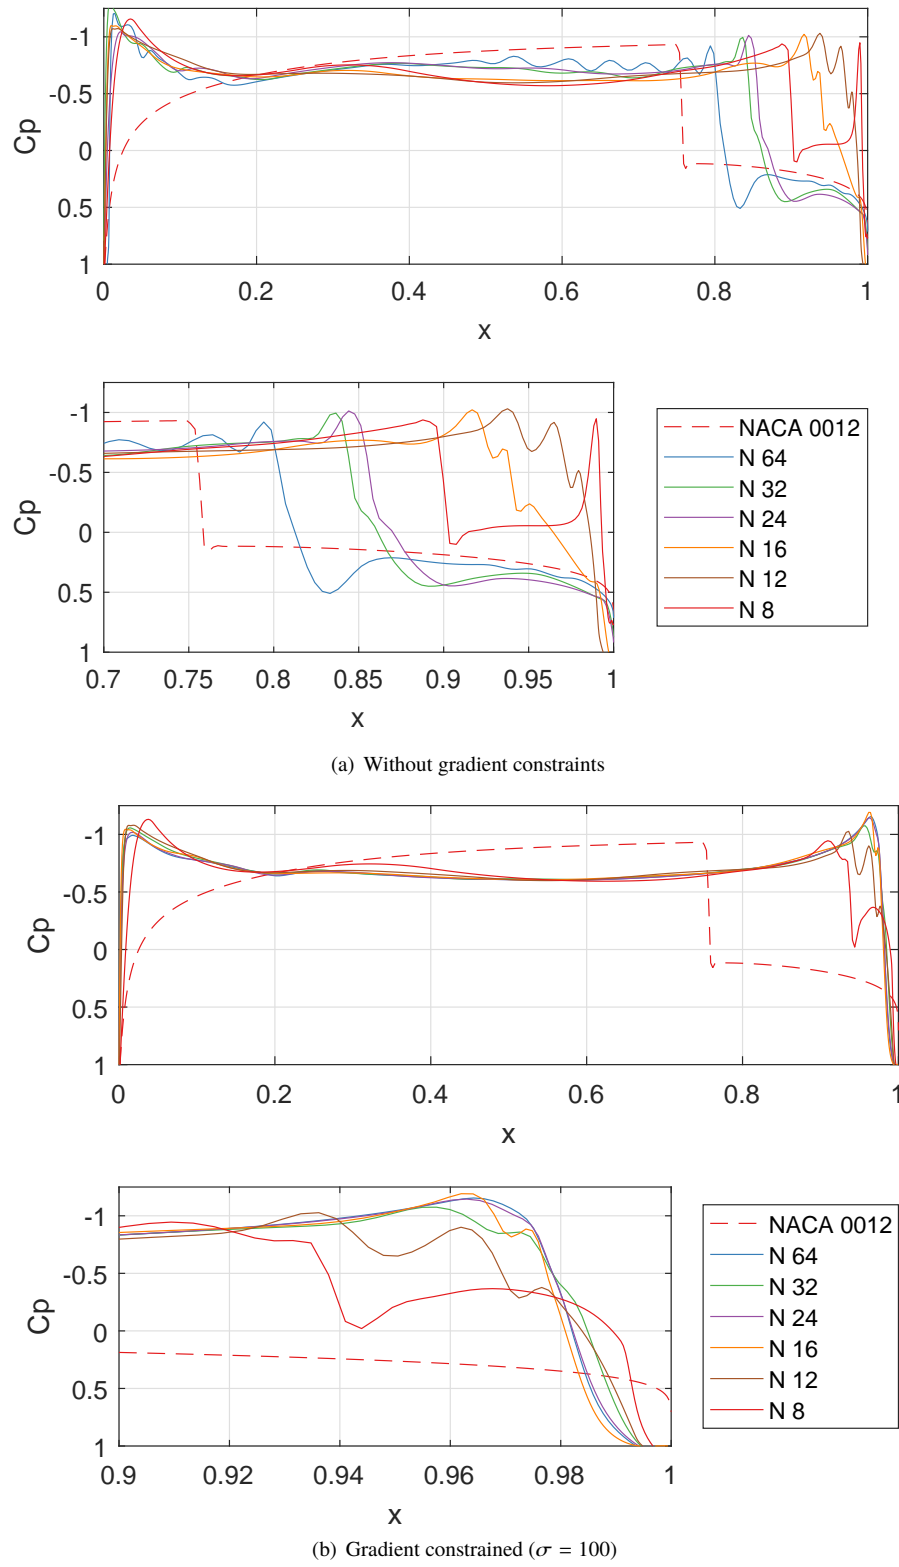 -1
-0.5
0
0.5
1
Cp
0
0.2
0.4
0.6
0.8
1
x
-1
-0.5
0
0.5
1
Cp
0.7
0.75
0.8
0.85
0.9
0.95
1
x
NACA 0012
N 64
N 32
N 24
N 16
N 12
N 8
(a) Without gradient constraints
-1
-0.5
0
0.5
1
Cp
0
0.2
0.4
0.6
0.8
1
x
-1
-0.5
0
0.5
1
Cp
0.9
0.92
0.94
0.96
0.98
1
x
NACA 0012
N 64
N 32
N 24
N 16
N 12
N 8
(b) Gradient constrained (σ = 100)